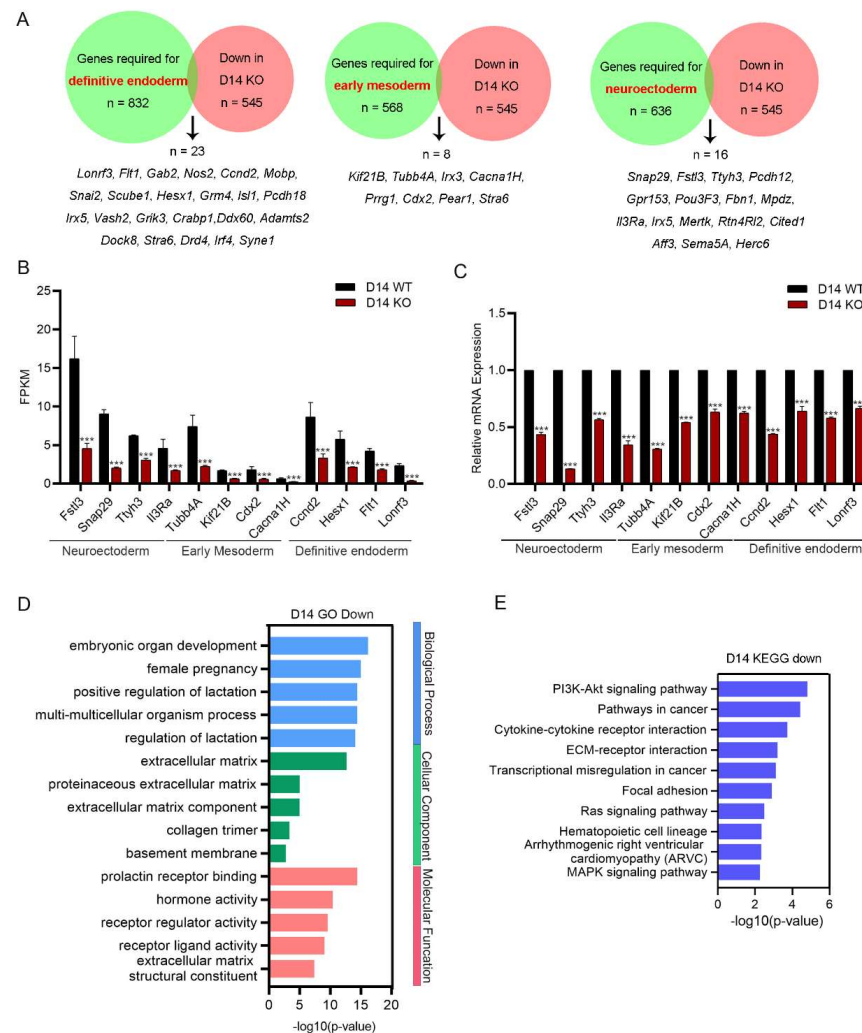 A
Genes required for
definitive endoderm
n = 832
Down in
D14 KO
n = 545
n = 23
Lonrf3, Flt1, Gab2, Nos2, Ccnd2, Mobp,
Snai2, Scube1, Hesx1, Grm4, Isl1, Pcdh18
Irx5, Vash2, Grik3, Crabp1,Ddx60, Adamts2
Dock8, Stra6, Drd4, Irf4, Syne1
Genes required for
early mesoderm
n = 568
Down in
D14 KO
n = 545
n = 8
Kif21B, Tubb4A, Irx3, Cacna1H,
Prrg1, Cdx2, Pear1, Stra6
Genes required for
neuroectoderm
n = 636
Down in
D14 KO
n = 545
n = 16
Snap29, Fstl3, Ttyh3, Pcdh12,
Gpr153, Pou3F3, Fbn1, Mpdz,
Il3Ra, Irx5, Mertk, Rtn4Rl2, Cited1
Aff3, Sema5A, Herc6
B
D14 WT
D14 KO
FPKM
25
20
15
10
5
0
*** *** *** *** *** *** *** *** *** *** *** ***
Fstl3 Snap29 Ttyh3 Il3Ra Tubb4A Kif21B Cdx2 Cacna1H Ccnd2 Hesx1 Flt1 Lonrf3
Neuroectoderm Early Mesoderm Definitive endoderm
C
D14 WT
D14 KO
Relative mRNA Expression
1.5
1.0
0.5
0.0
*** *** *** *** *** *** *** *** *** *** *** **
Fstl3 Snap29 Ttyh3 Il3Ra Tubb4A Kif21B Cdx2 Cacna1H Ccnd2 Hesx1 Flt1 Lonrf3
Neuroectoderm Early mesoderm Definitive endoderm
D
D14 GO Down
embryonic organ development
female pregnancy
positive regulation of lactation
multi-multicellular organism process
regulation of lactation
extracellular matrix
proteinaceous extracellular matrix
extracellular matrix component
collagen trimer
basement membrane
prolactin receptor binding
hormone activity
receptor regulator activity
receptor ligand activity
extracellular matrix
structural constituent
0 5 10 15 20
-log10(p-value)
Biological Process
Celluar Component
Molecular Funcation
E
D14 KEGG down
PI3K-Akt signaling pathway
Pathways in cancer
Cytokine-cytokine receptor interaction
ECM-receptor interaction
Transcriptional misregulation in cancer
Focal adhesion
Ras signaling pathway
Hematopoietic cell lineage
Arrhythmogenic right ventricular
cardiomyopathy (ARVC)
MAPK signaling pathway
0 2 4 6
-log10(p-value)